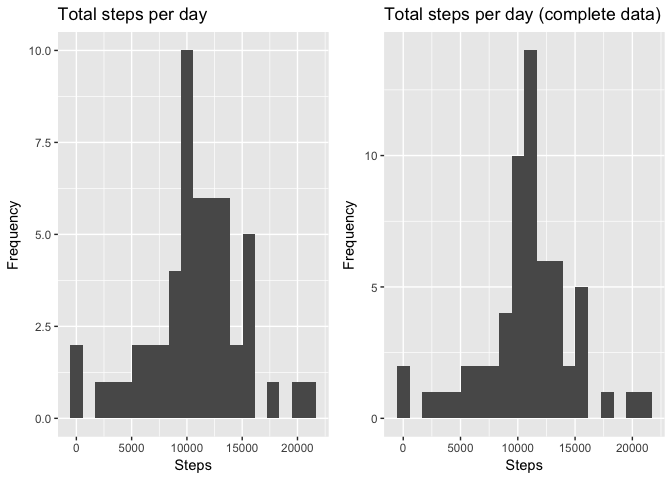 Total steps per day
10.0
7.5
5.0
2.5
0.0
Frequency
0 5000 10000 15000 20000
Steps
Total steps per day (complete data)
10
5
0
Frequency
0 5000 10000 15000 20000
Steps